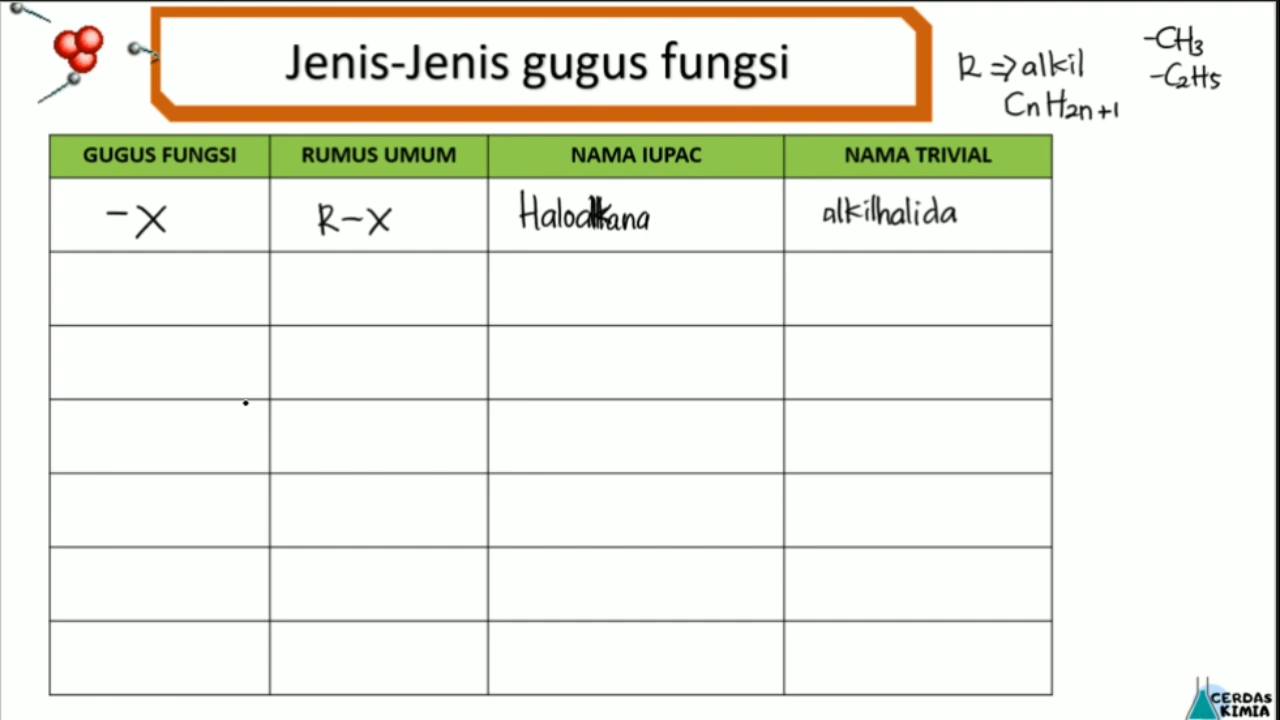 Jenis-Jenis gugus fungsi
R => alkil
CnH2n+1
-CH3
-C2H5
GUGUS FUNGSI RUMUS UMUM NAMA IUPAC NAMA TRIVIAL
-X R-X Haloalkana alkilhalida
CERDAS
KIMIA